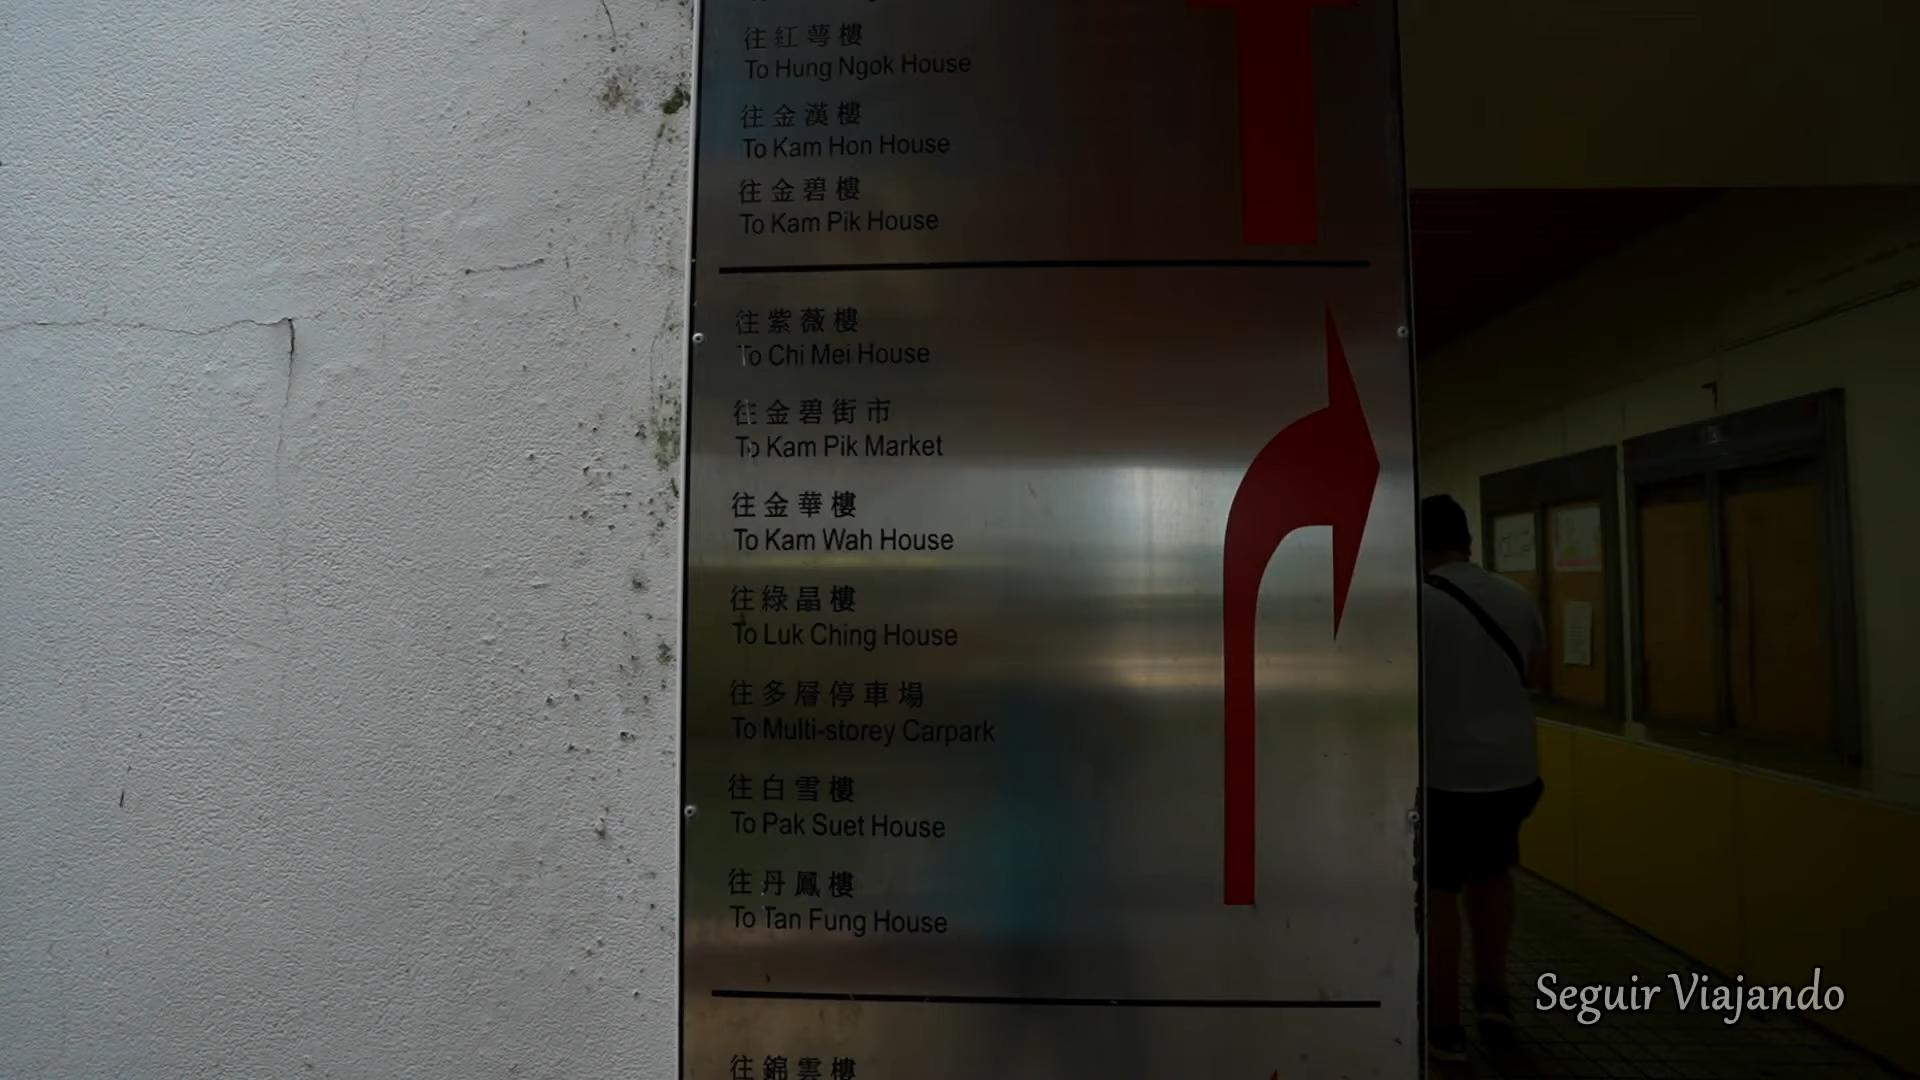 往紅萼樓
To Hung Ngok House
往金漢樓
To Kam Hon House
往金碧樓
To Kam Pik House
往紫薇樓
To Chi Mei House
往金碧街市
To Kam Pik Market
往金華樓
To Kam Wah House
往綠晶樓
To Luk Ching House
往多層停車場
To Multi-storey Carpark
往白雪樓
To Pak Suet House
往丹鳳樓
To Tan Fung House
往錦雲樓
Seguir Viajando